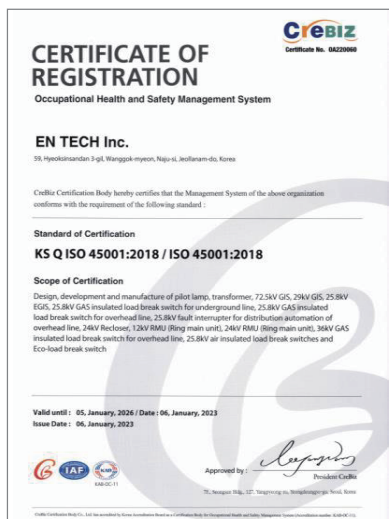 CreBiz
Certificate No. OA220060
CERTIFICATE OF
REGISTRATION
Occupational Health and Safety Management System
EN TECH Inc.
59, Hyeoksinsandan 3-gil, Wanggok-myeon, Naju-si, Jeollanam-do, Korea
CreBiz Certification Body hereby certifies that the Management System of the above organization
conforms with the requirement of the following standard :
Standard of Certification
KS Q ISO 45001:2018 / ISO 45001:2018
Scope of Certification
Design, development and manufacture of pilot lamp, transformer, 72.5kV GIS, 29kV GIS, 25.8kV
EGIS, 25.8kV GAS insulated load break switch for underground line, 25.8kV GAS insulated
load break switch for overhead line, 25.8kV fault interrupter for distribution automation of
overhead line, 24kV Recloser, 12kV RMU (Ring main unit), 24kV RMU (Ring main unit), 36kV GAS
insulated load break switch for overhead line, 25.8kV air insulated load break switches and
Eco-load break switch
Valid until : 05, January, 2026 / Date : 06, January, 2023
Issue Date : 06, January, 2023
IAF
KAB
KAB-OC-11
Approved by :
President CreBiz